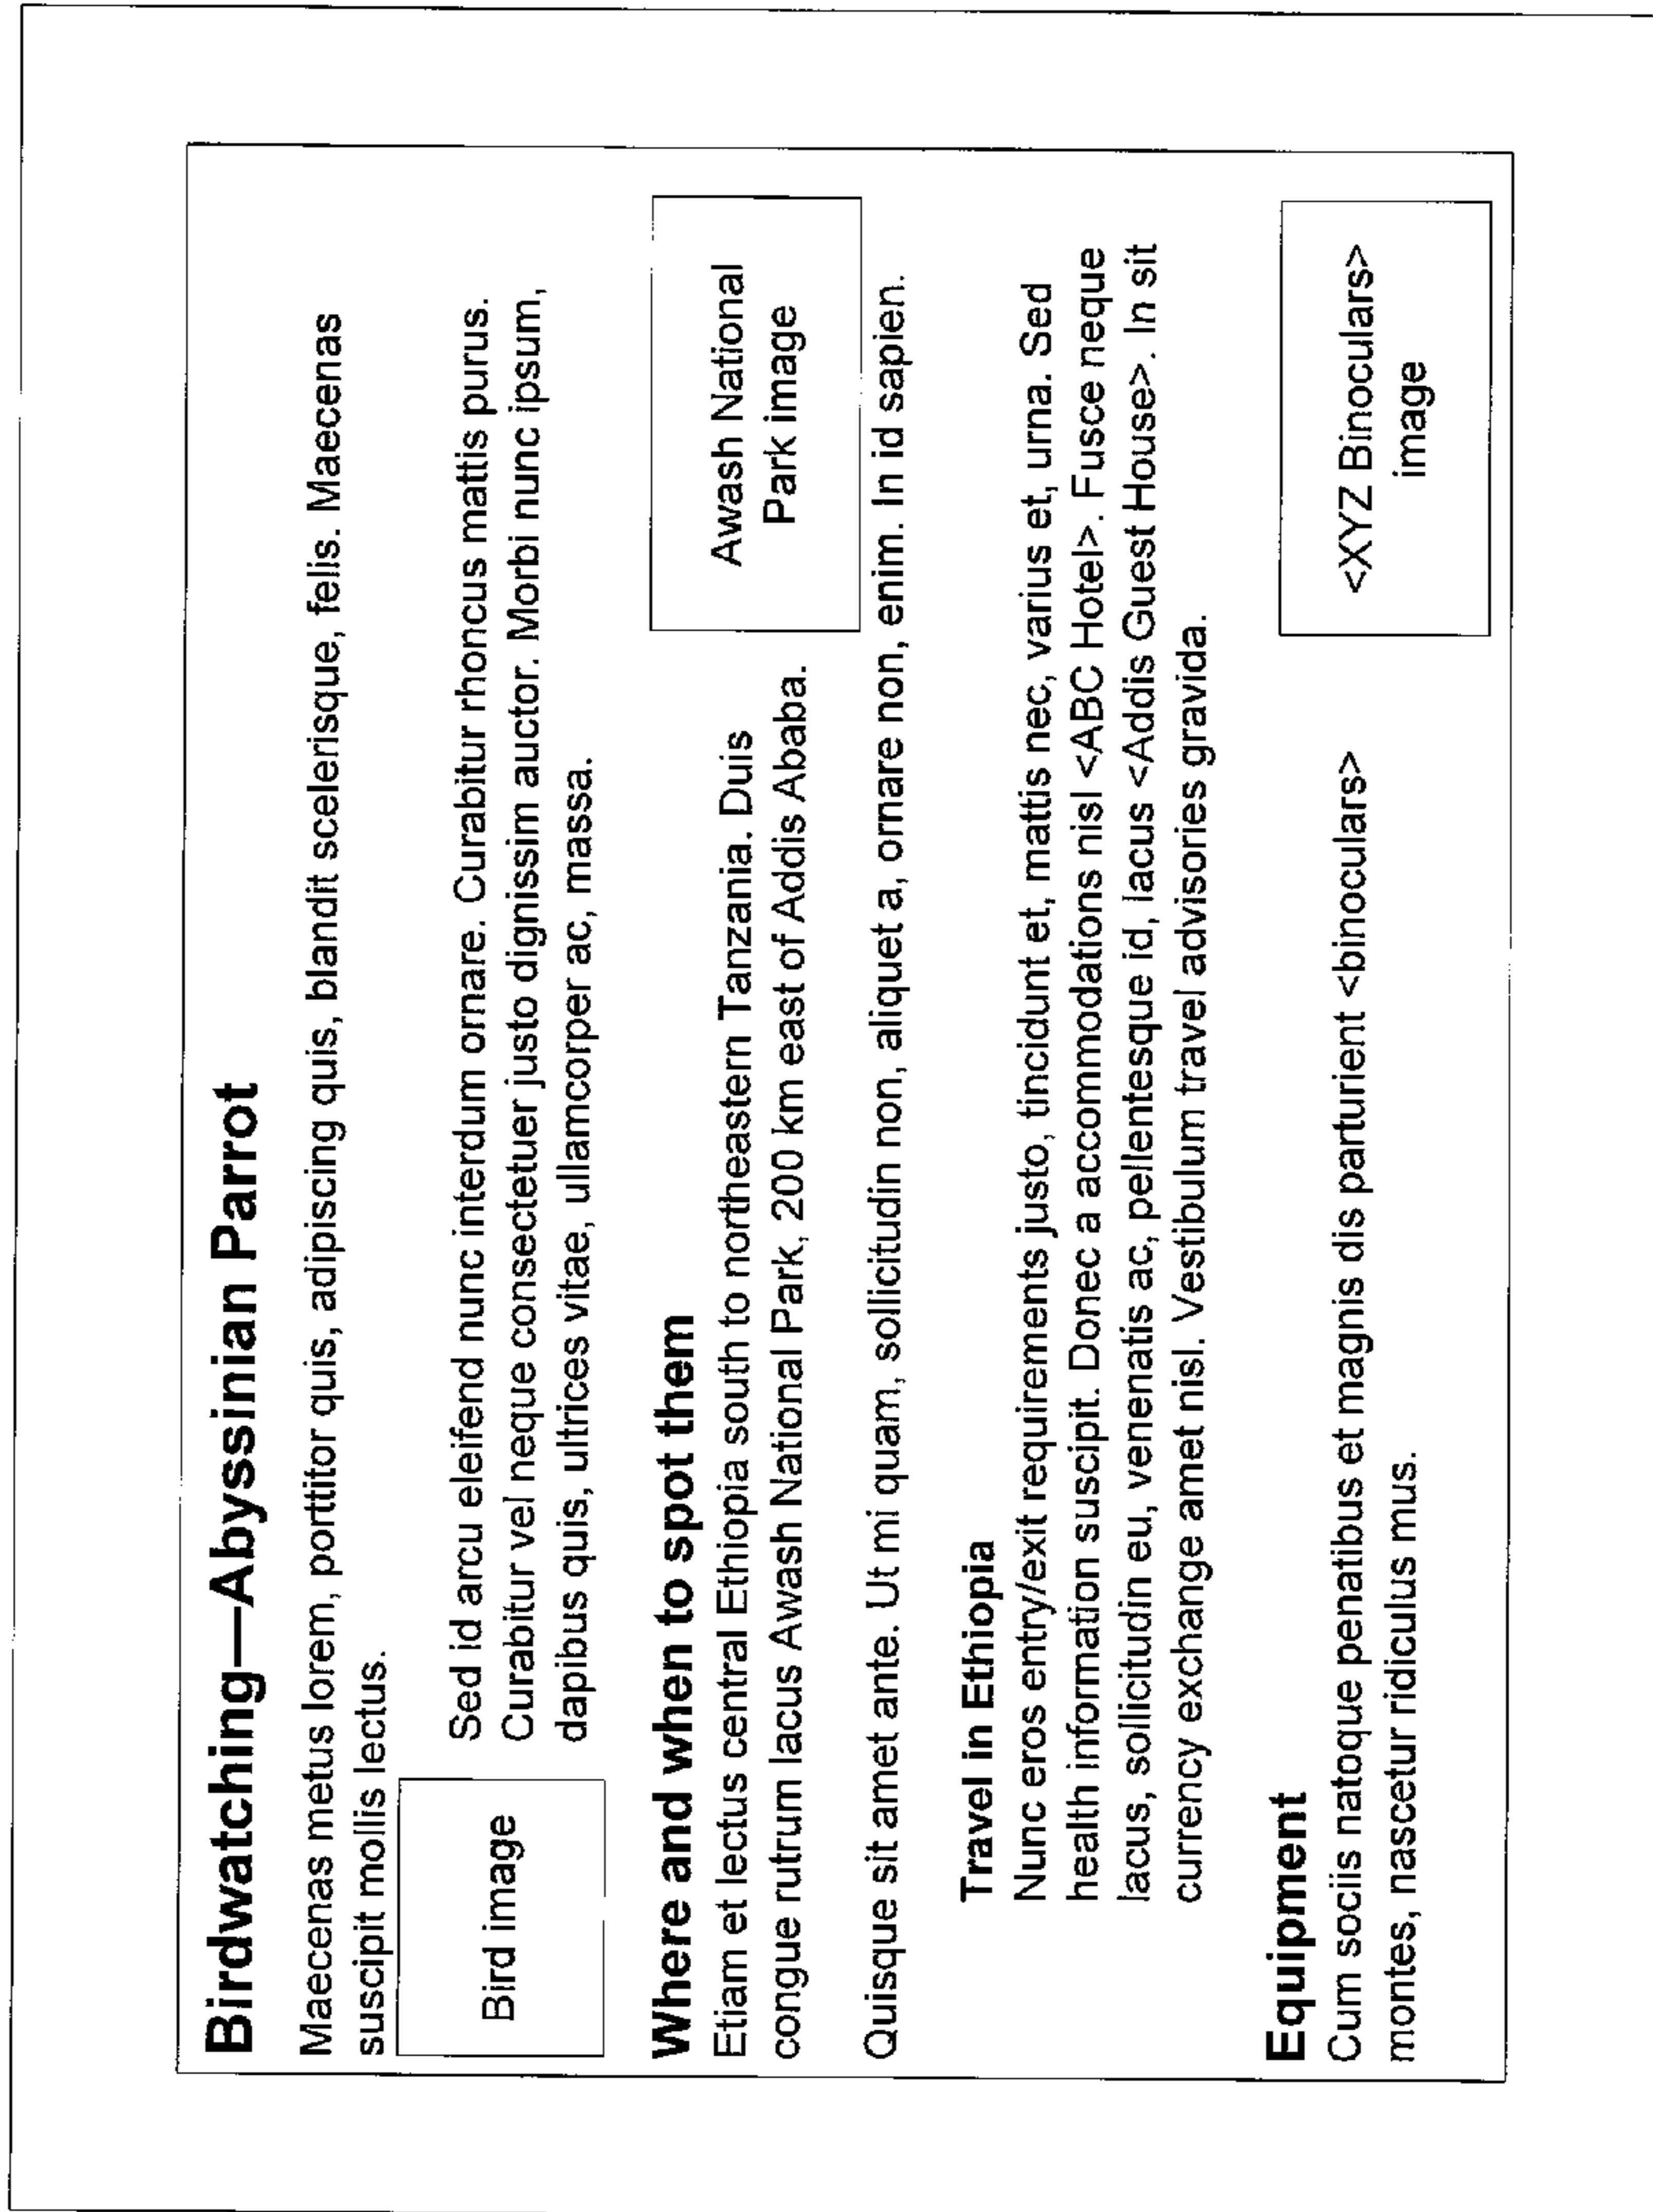 Birdwatching—Abyssinian Parrot
Maecenas metus lorem, porttitor quis, adipiscing quis, blandit scelerisque, felis. Maecenas
suscipit mollis lectus.
Bird image
Sed id arcu eleifend nunc interdum ornare. Curabitur rhoncus mattis purus.
Curabitur vel neque consectetuer justo dignissim auctor. Morbi nunc ipsum,
dapibus quis, ultrices vitae, ullamcorper ac, massa.
Where and when to spot them
Etiam et lectus central Ethiopia south to northeastern Tanzania. Duis
congue rutrum lacus Awash National Park, 200 km east of Addis Ababa.
Awash National
Park image
Quisque sit amet ante. Ut mi quam, sollicitudin non, aliquet a, ornare non, enim. In id sapien.
Travel in Ethiopia
Nunc eros entry/exit requirements justo, tincidunt et, mattis nec, varius et, urna. Sed
health information suscipit. Donec a accommodations nisl <ABC Hotel>. Fusce neque
lacus, sollicitudin eu, venenatis ac, pellentesque id, lacus <Addis Guest House>. In sit
currency exchange amet nisl. Vestibulum travel advisories gravida.
Equipment
Cum sociis natoque penatibus et magnis dis parturient <binoculars>
montes, nascetur ridiculus mus.
<XYZ Binoculars>
image